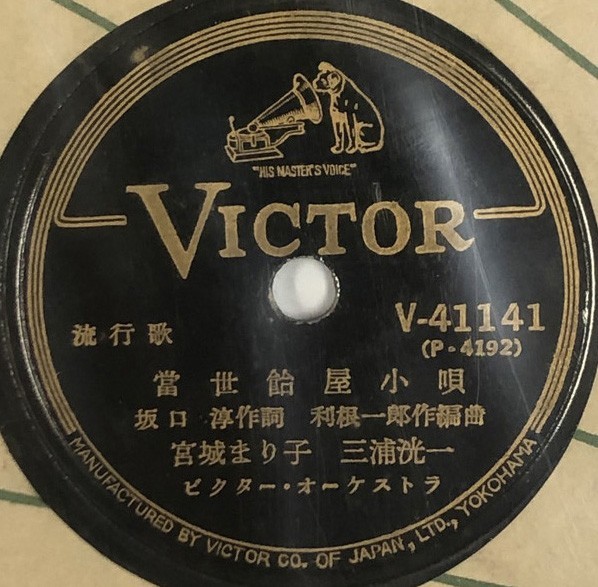 "HIS MASTER'S VOICE"
VICTOR
V-41141
(P-4192)
流行歌
當世飴屋小唄
坂口 淳作詞 利根一郎作編曲
宮城まり子 三浦洸一
ビクター・オーケストラ
MANUFACTURED BY VICTOR CO. OF JAPAN, LTD., YOKOHAMA